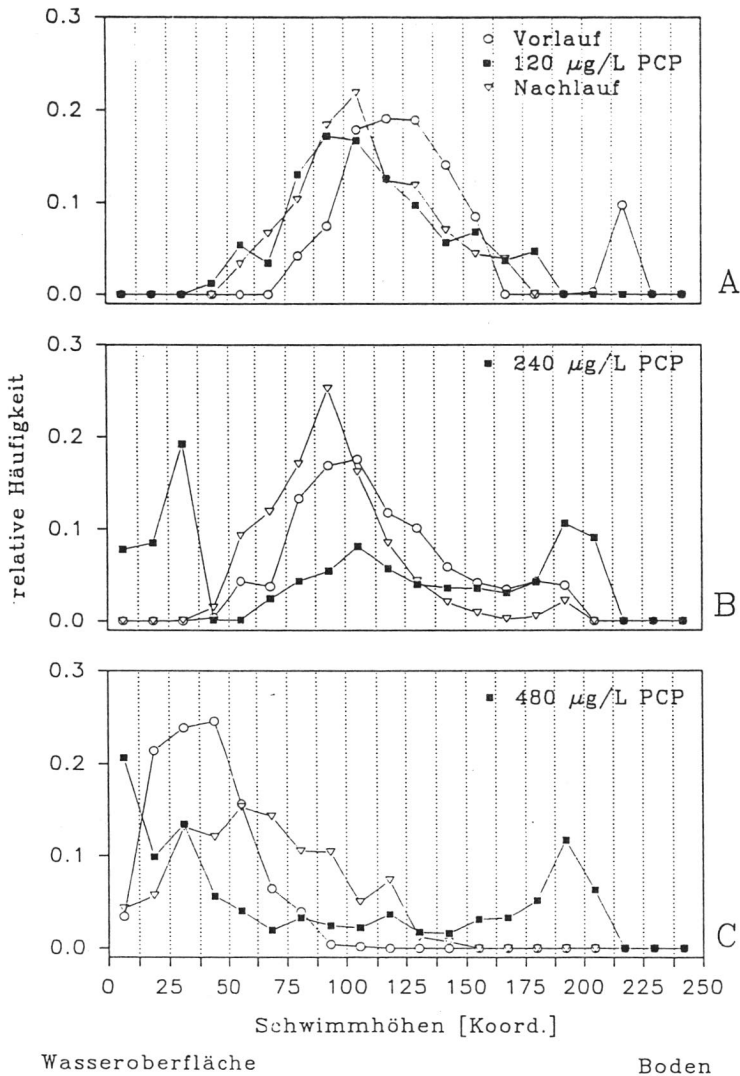 0.3
Vorlauf
120 µg/L PCP
Nachlauf
0.2
0.1
0.0
A
0.3
240 µg/L PCP
0.2
0.1
0.0
B
relative Häufigkeit
0.3
480 µg/L PCP
0.2
0.1
0.0
C
0 25 50 75 100 125 150 175 200 225 250
Schwimmhöhen [Koord.]
Wasseroberfläche Boden